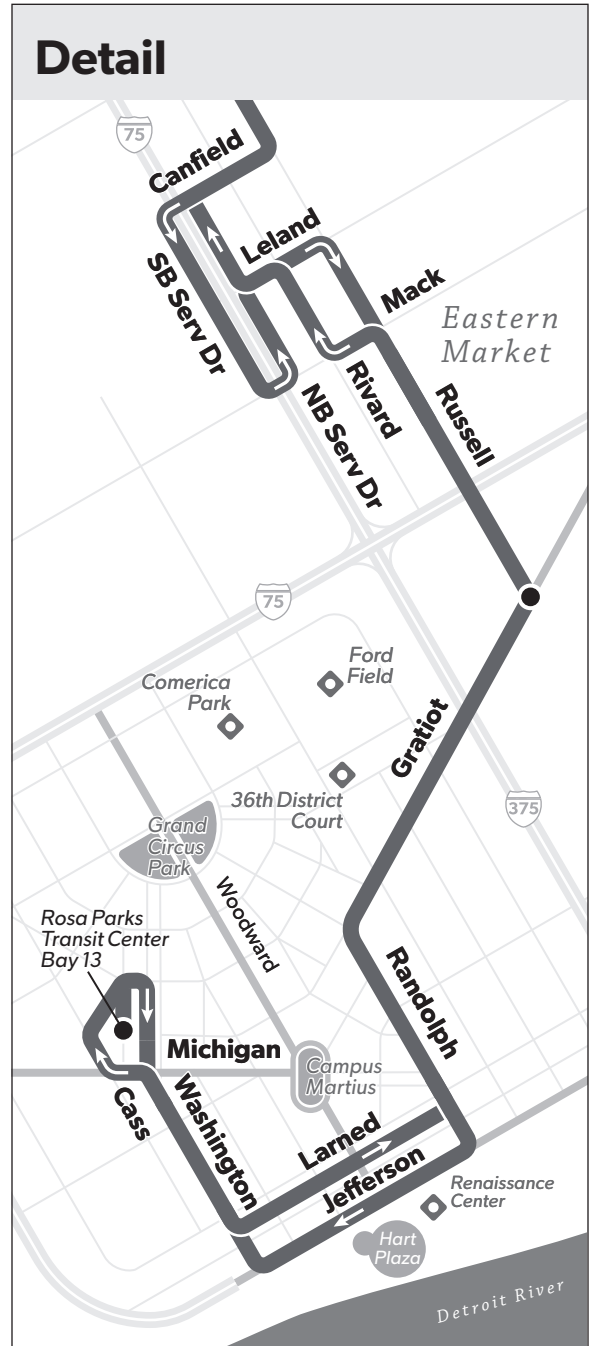 Detail
75
Canfield
Leland
Mack
SB Serv Dr
Eastern
Market
Rivard
Russell
NB Serv Dr
75
Ford
Field
Comerica
Park
Gratiot
36th District
Court
375
Grand
Circus
Park
Woodward
Rosa Parks
Transit Center
Bay 13
Randolph
Michigan
Campus
Martius
Cass
Washington
Larned
Jefferson
Renaissance
Center
Hart
Plaza
Detroit River